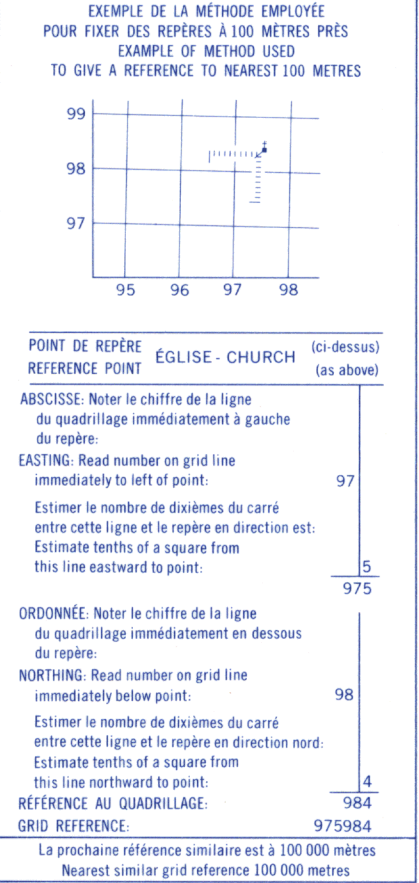 EXEMPLE DE LA MÉTHODE EMPLOYÉE
POUR FIXER DES REPÈRES À 100 MÈTRES PRÈS
EXAMPLE OF METHOD USED
TO GIVE A REFERENCE TO NEAREST 100 METRES
99
98
97
95 96 97 98
POINT DE REPÈRE
REFERENCE POINT
ÉGLISE - CHURCH
(ci-dessus)
(as above)
ABSCISSE: Noter le chiffre de la ligne
du quadrillage immédiatement à gauche
du repère:
EASTING: Read number on grid line
immediately to left of point: 97
Estimer le nombre de dixièmes du carré
entre cette ligne et le repère en direction est:
Estimate tenths of a square from
this line eastward to point: 5
975
ORDONNÉE: Noter le chiffre de la ligne
du quadrillage immédiatement en dessous
du repère:
NORTHING: Read number on grid line
immediately below point: 98
Estimer le nombre de dixièmes du carré
entre cette ligne et le repère en direction nord:
Estimate tenths of a square from
this line northward to point: 4
RÉFÉRENCE AU QUADRILLAGE: 984
GRID REFERENCE: 975984
La prochaine référence similaire est à 100 000 mètres
Nearest similar grid reference 100 000 metres